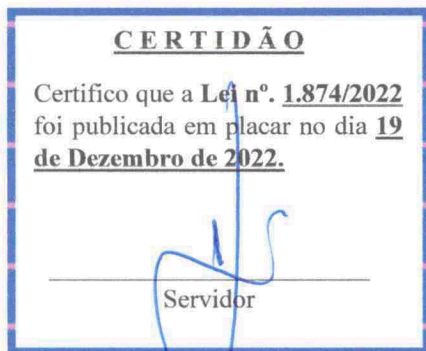 CERTIDÃO
Certifico que a Lei nº. 1.874/2022
foi publicada em placar no dia 19
de Dezembro de 2022.
Servidor